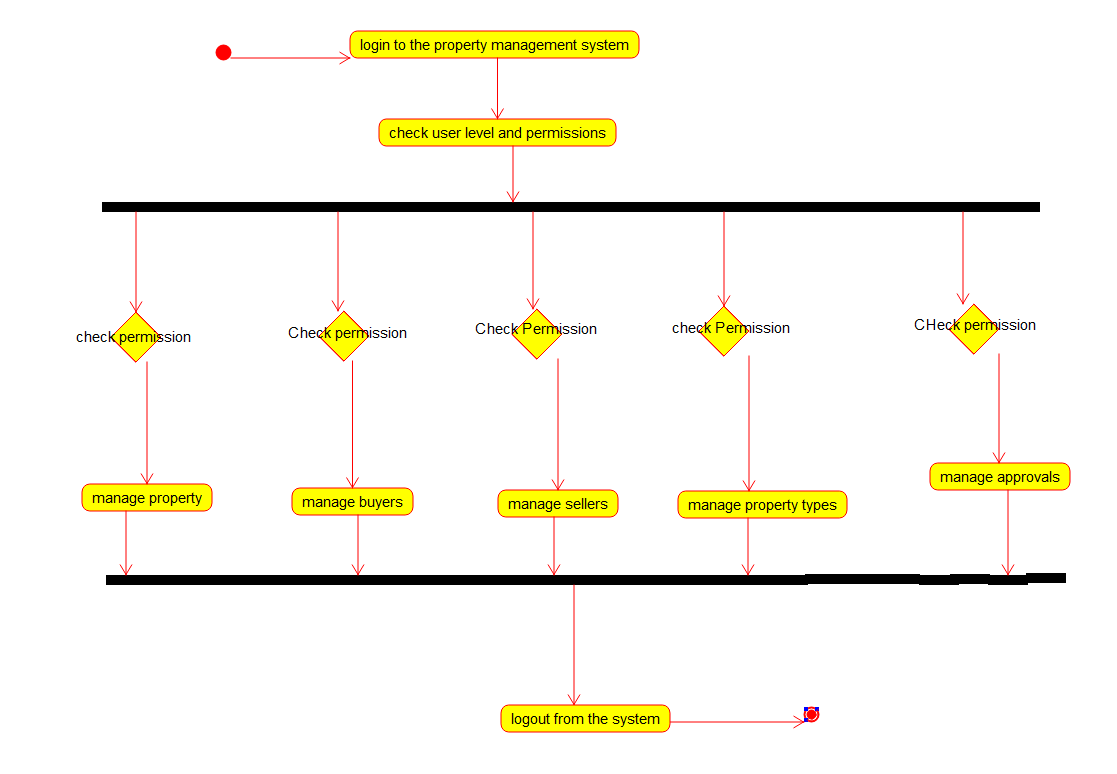 login to the property management system
check user level and permissions
check permission
Check permission
Check Permission
check Permission
CHeck permission
manage property
manage buyers
manage sellers
manage property types
manage approvals
logout from the system